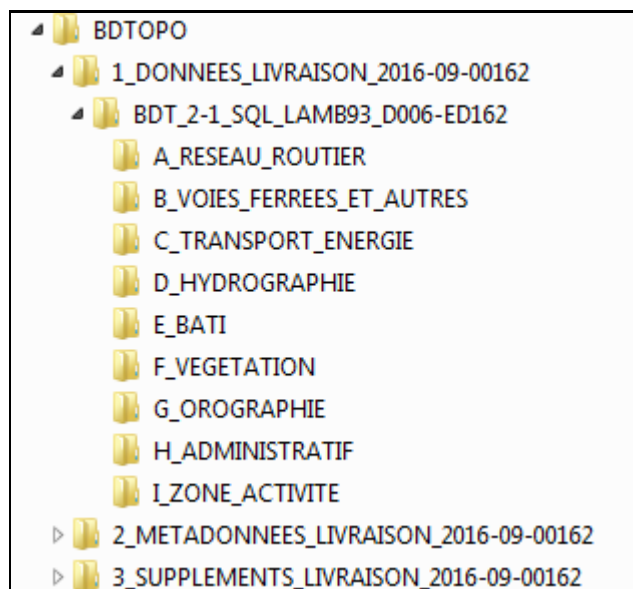 BDTOPO
1_DONNEES_LIVRAISON_2016-09-00162
BDT_2-1_SQL_LAMB93_D006-ED162
A_RESEAU_ROUTIER
B_VOIES_FERREES_ET_AUTRES
C_TRANSPORT_ENERGIE
D_HYDROGRAPHIE
E_BATI
F_VEGETATION
G_OROGRAPHIE
H_ADMINISTRATIF
I_ZONE_ACTIVITE
2_METADONNEES_LIVRAISON_2016-09-00162
3_SUPPLEMENTS_LIVRAISON_2016-09-00162